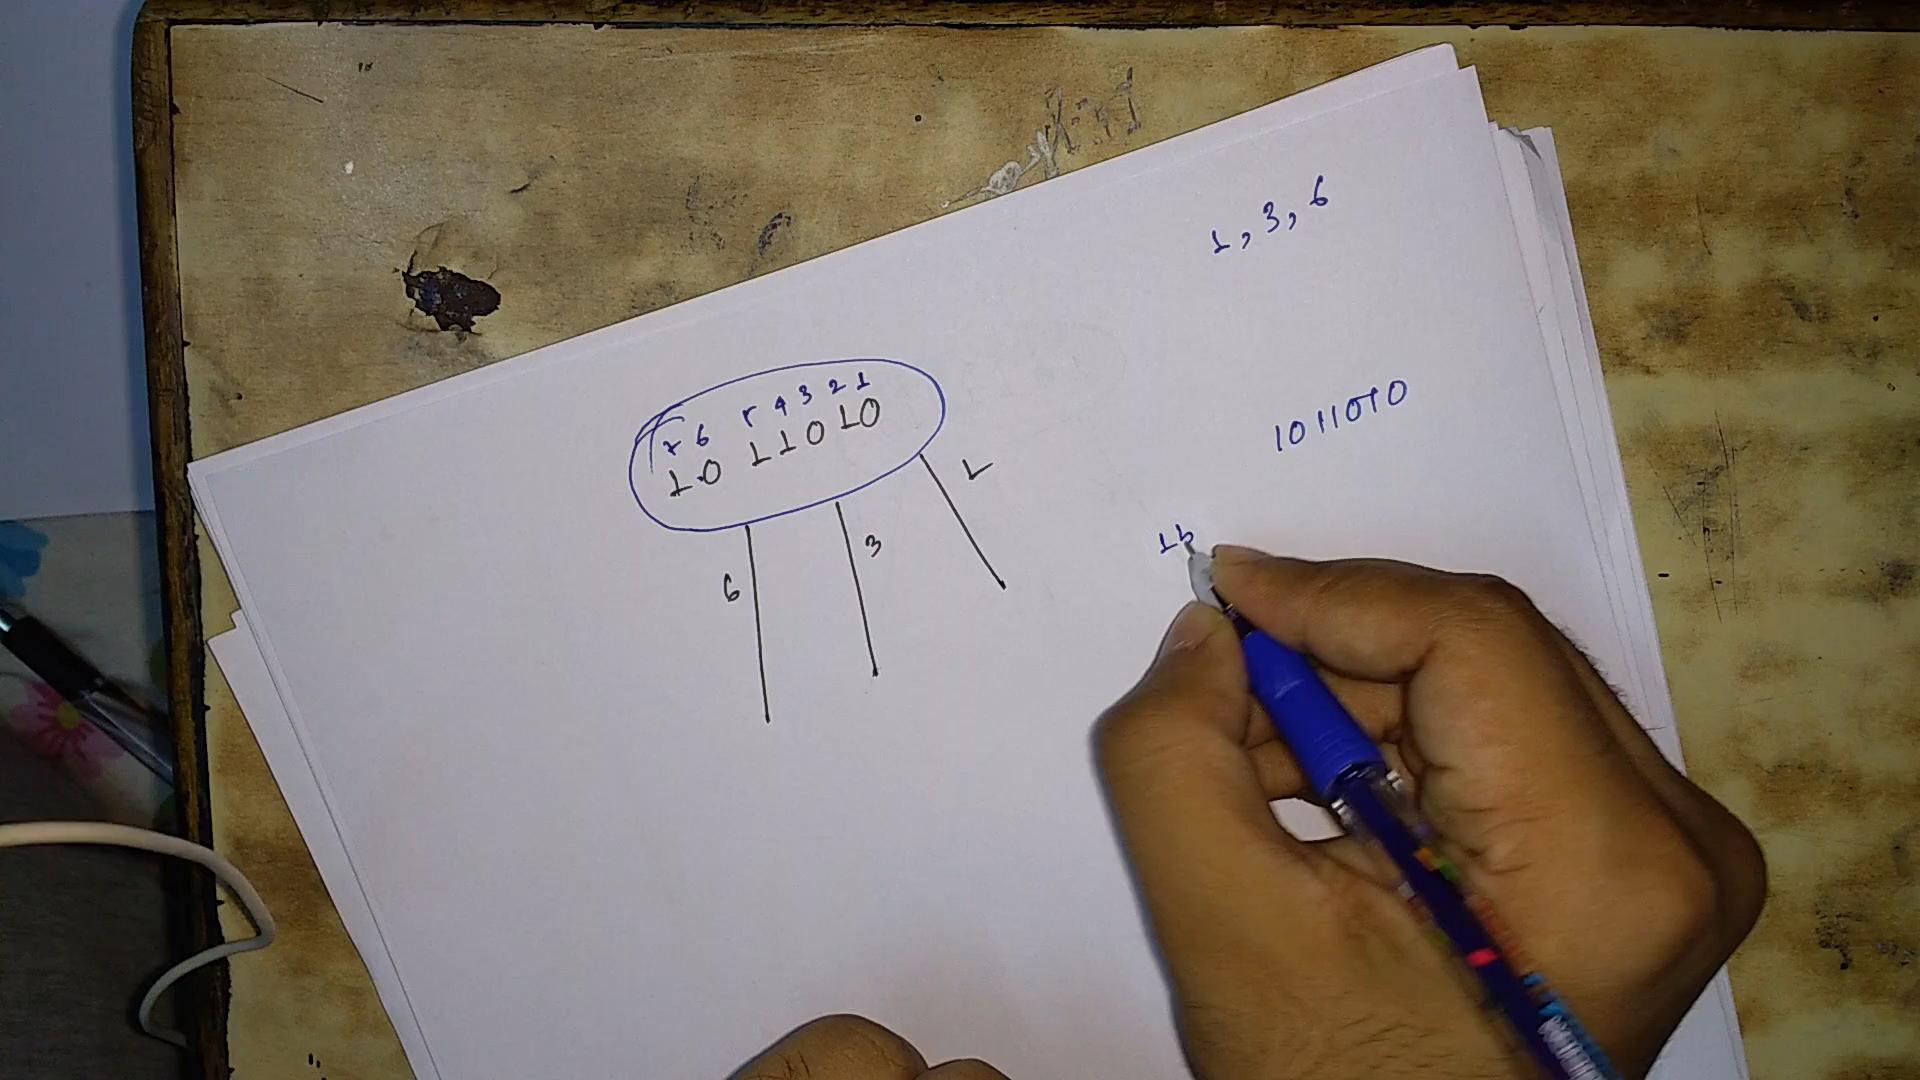 1, 3, 6
7 6 5 4 3 2 1
1 0 1 1 0 1 0
1011010
1
3
6